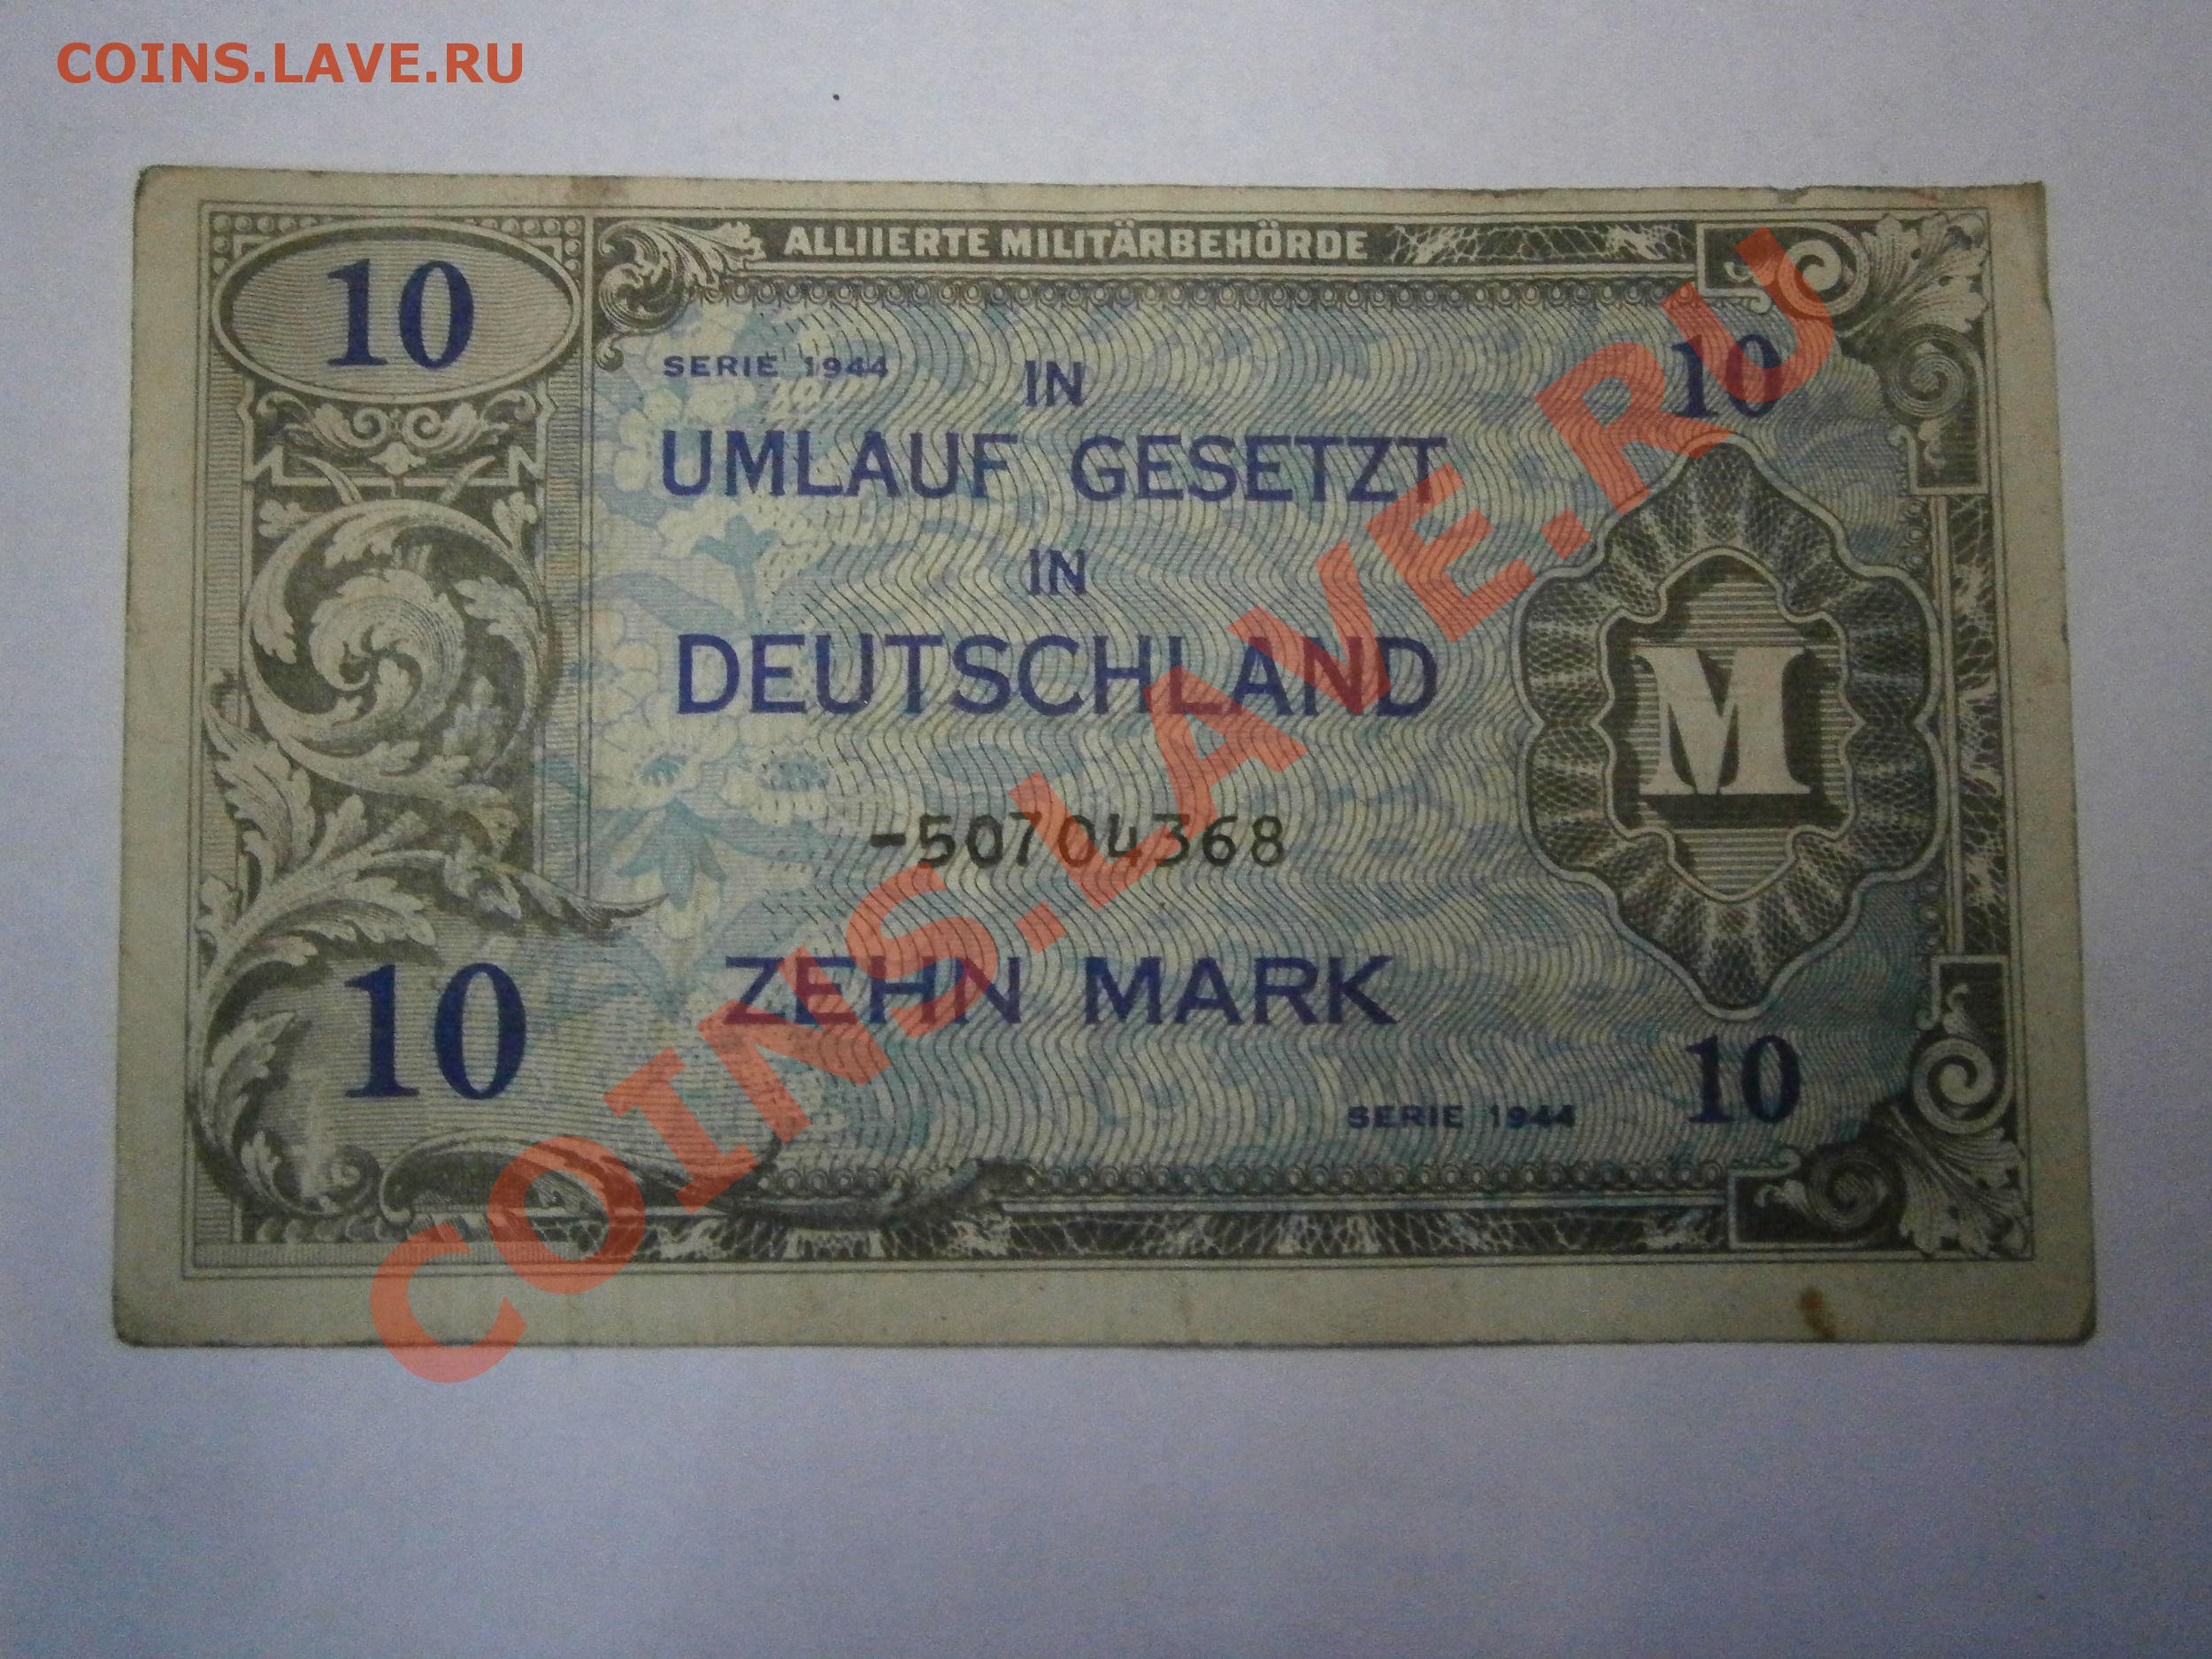 COINS.LAVE.RU
ALLIIERTE MILITÄRBEHÖRDE
10
SERIE 1944
IN
10
UMLAUF GESETZT
IN
DEUTSCHLAND
M
-50704368
ZEHN MARK
10
SERIE 1944
10
COINS.LAVE.RU